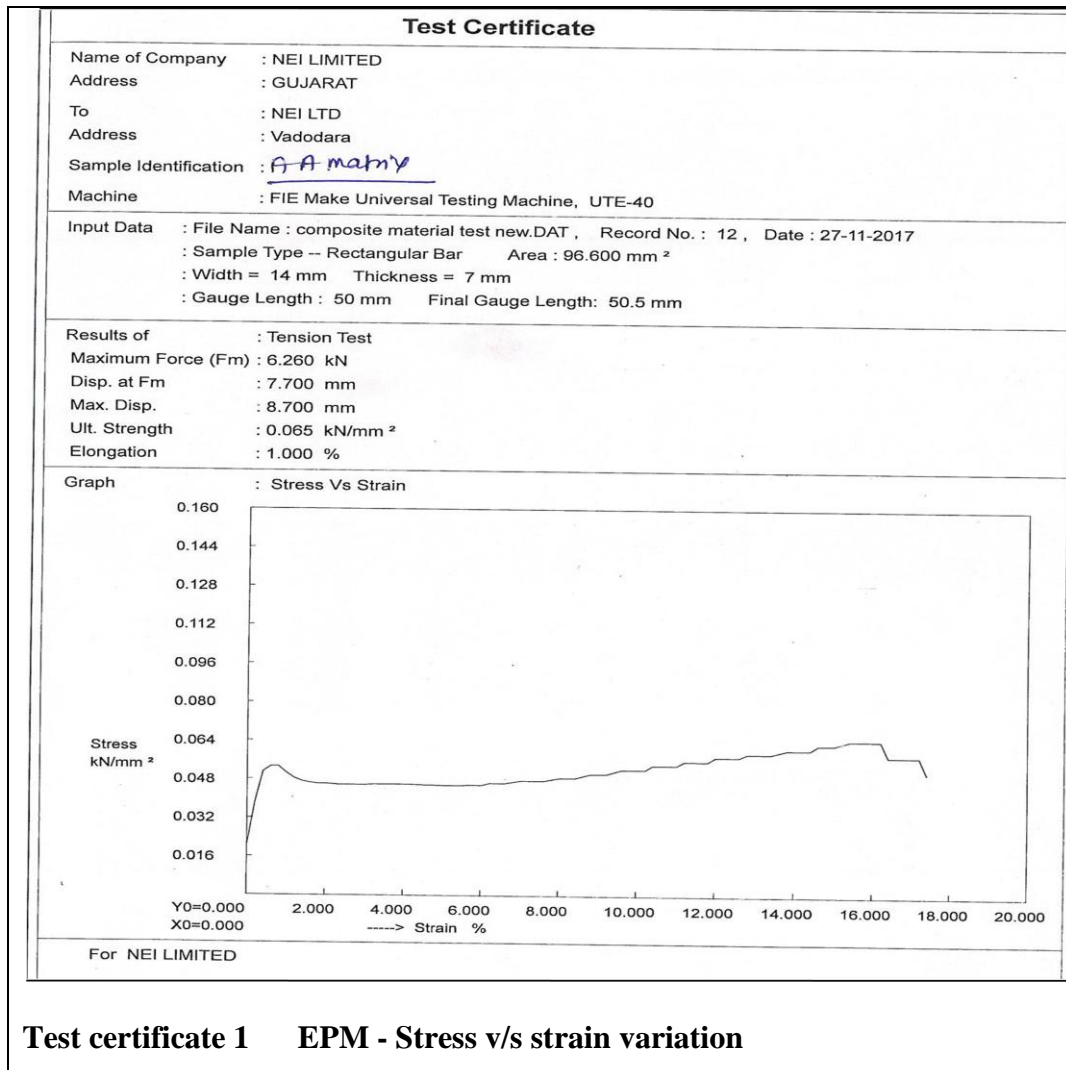 Test Certificate
Name of Company : NEI LIMITED
Address : GUJARAT
To : NEI LTD
Address : Vadodara
Sample Identification : A A matrix
Machine : FIE Make Universal Testing Machine, UTE-40
Input Data : File Name : composite material test new.DAT , Record No. : 12 , Date : 27-11-2017
: Sample Type -- Rectangular Bar Area : 96.600 mm ²
: Width = 14 mm Thickness = 7 mm
: Gauge Length : 50 mm Final Gauge Length: 50.5 mm
Results of : Tension Test
Maximum Force (Fm) : 6.260 kN
Disp. at Fm : 7.700 mm
Max. Disp. : 8.700 mm
Ult. Strength : 0.065 kN/mm ²
Elongation : 1.000 %
Graph : Stress Vs Strain
0.160
0.144
0.128
0.112
0.096
0.080
Stress 0.064
kN/mm ²
0.048
0.032
0.016
Y0=0.000 2.000 4.000 6.000 8.000 10.000 12.000 14.000 16.000 18.000 20.000
X0=0.000 -----> Strain %
For NEI LIMITED
Test certificate 1 EPM - Stress v/s strain variation